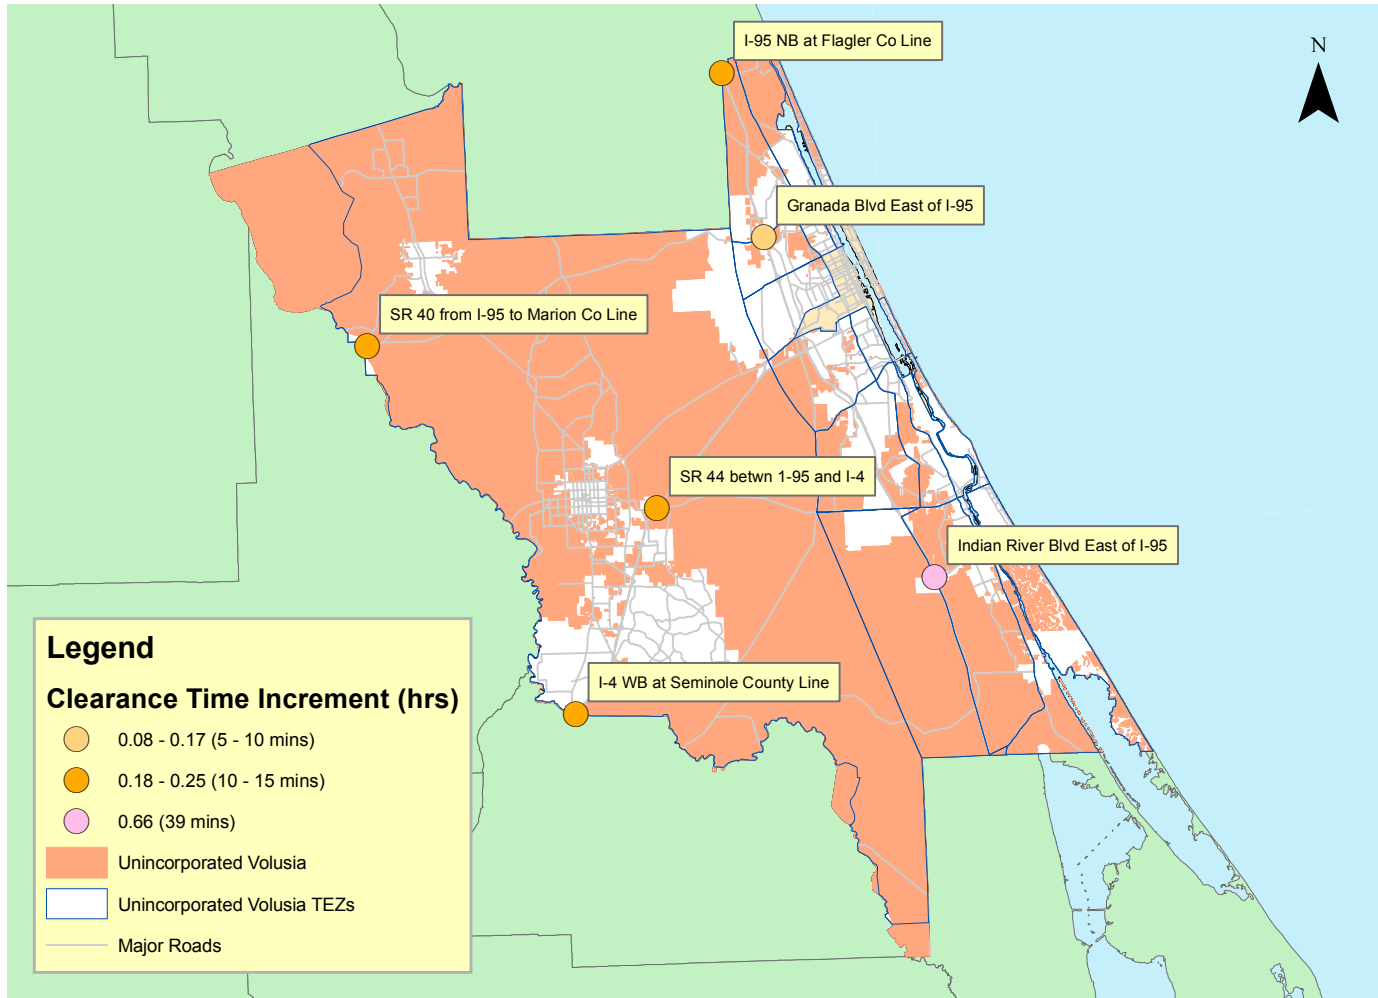 I-95 NB at Flagler Co Line
N
Granada Blvd East of I-95
SR 40 from I-95 to Marion Co Line
SR 44 betwn 1-95 and I-4
Indian River Blvd East of I-95
I-4 WB at Seminole County Line
Legend
Clearance Time Increment (hrs)
0.08 - 0.17 (5 - 10 mins)
0.18 - 0.25 (10 - 15 mins)
0.66 (39 mins)
Unincorporated Volusia
Unincorporated Volusia TEZs
Major Roads